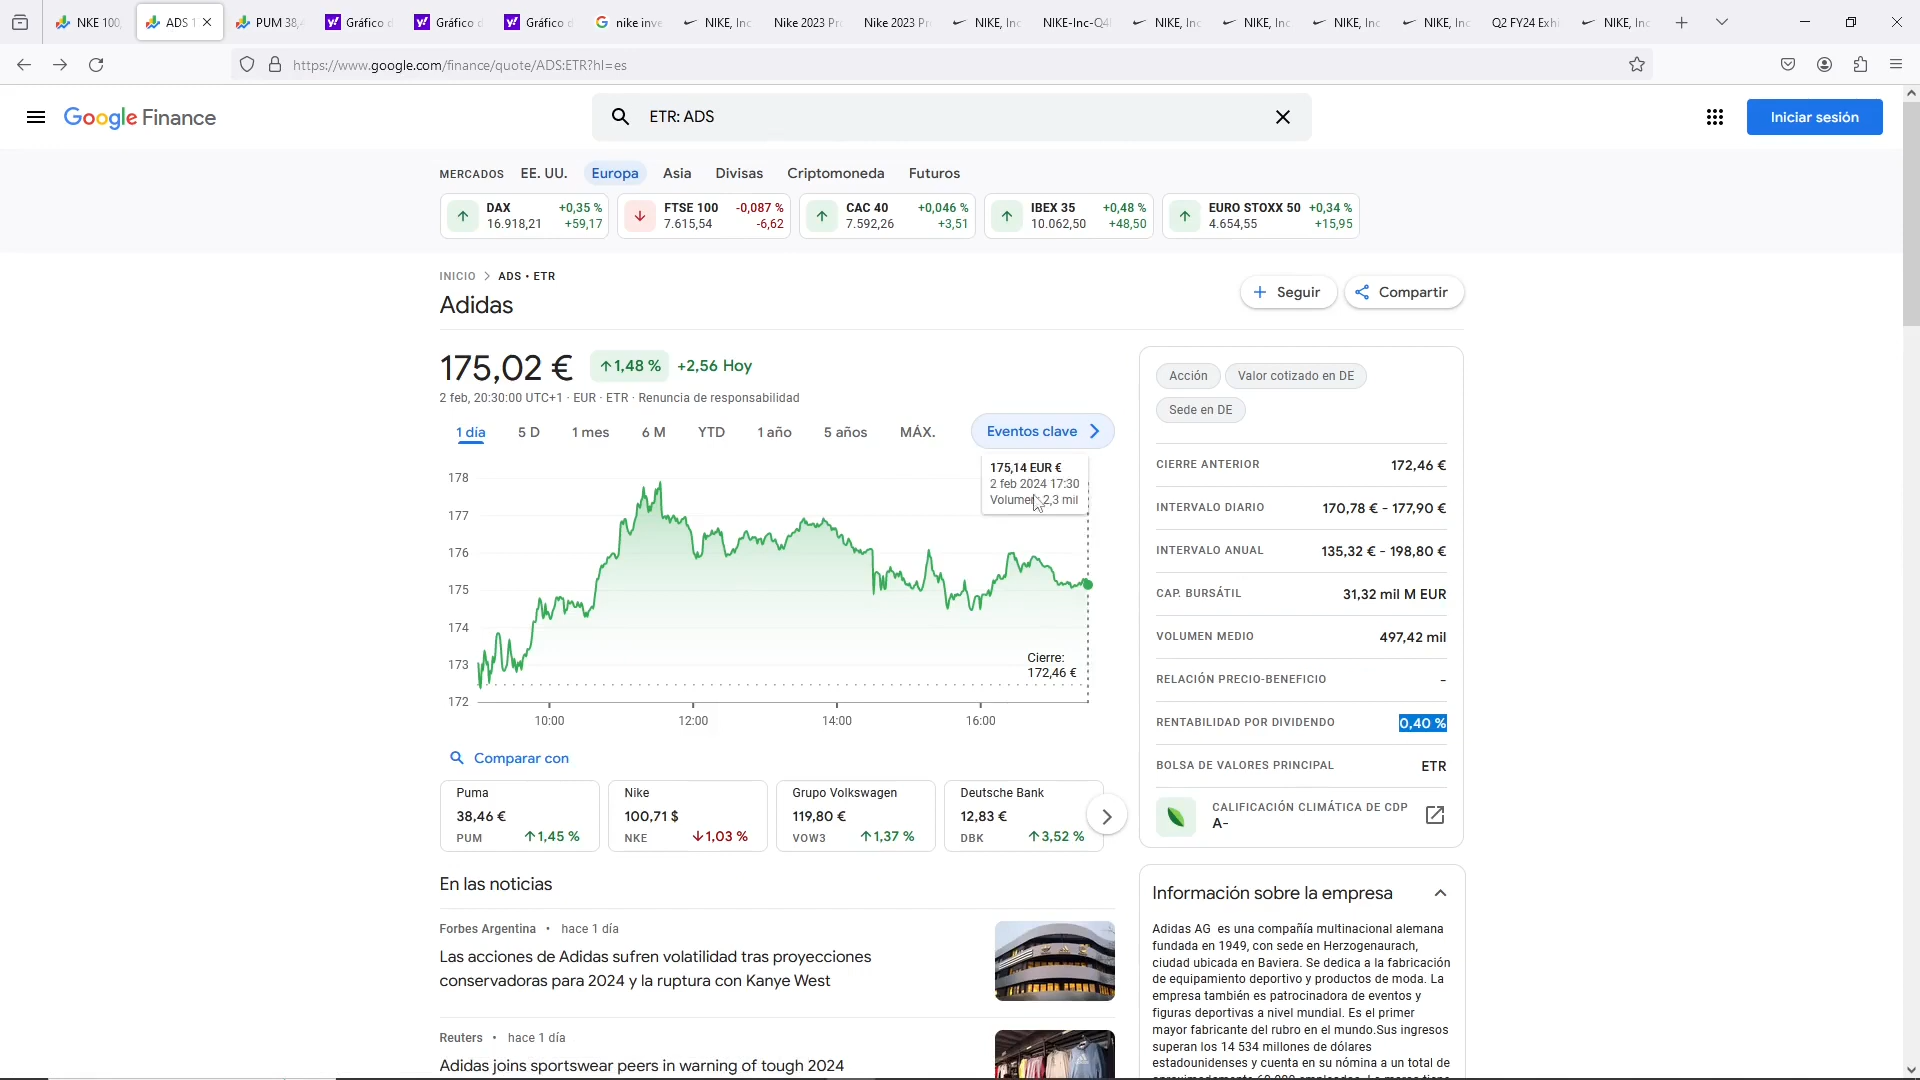 NKE 100,
ADS 1
PUM 38,4
Gráfico d
Gráfico d
Gráfico d
nike inve
NIKE, Inc
Nike 2023 Pr
Nike 2023 Pr
NIKE, Inc
NIKE-Inc-Q4
NIKE, Inc
NIKE, Inc
NIKE, Inc
NIKE, Inc
Q2 FY24 Exhi
NIKE, Inc
https://www.google.com/finance/quote/ADS:ETR?hl=es
Google Finance
ETR: ADS
Iniciar sesión
MERCADOS EE. UU. Europa Asia Divisas Criptomoneda Futuros
DAX +0,35 %
16.918,21 +59,17
FTSE 100 -0,087 %
7.615,54 -6,62
CAC 40 +0,046 %
7.592,26 +3,51
IBEX 35 +0,48 %
10.062,50 +48,50
EURO STOXX 50 +0,34 %
4.654,55 +15,95
INICIO > ADS • ETR
Adidas
Seguir
Compartir
175,02 € ↑1,48 % +2,56 Hoy
2 feb, 20:30:00 UTC+1 · EUR · ETR · Renuncia de responsabilidad
1 día 5 D 1 mes 6 M YTD 1 año 5 años MÁX.
Eventos clave
175,14 EUR €
2 feb 2024 17:30
Volumen 2,3 mil
178
177
176
175
174
173
172
Cierre:
172,46 €
10:00 12:00 14:00 16:00
Comparar con
Puma
38,46 €
PUM ↑1,45 %
Nike
100,71 $
NKE ↓1,03 %
Grupo Volkswagen
119,80 €
VOW3 ↑1,37 %
Deutsche Bank
12,83 €
DBK ↑3,52 %
En las noticias
Forbes Argentina • hace 1 día
Las acciones de Adidas sufren volatilidad tras proyecciones
conservadoras para 2024 y la ruptura con Kanye West
Reuters • hace 1 día
Adidas joins sportswear peers in warning of tough 2024
Acción Valor cotizado en DE
Sede en DE
CIERRE ANTERIOR 172,46 €
INTERVALO DIARIO 170,78 € - 177,90 €
INTERVALO ANUAL 135,32 € - 198,80 €
CAP. BURSÁTIL 31,32 mil M EUR
VOLUMEN MEDIO 497,42 mil
RELACIÓN PRECIO-BENEFICIO -
RENTABILIDAD POR DIVIDENDO 0,40 %
BOLSA DE VALORES PRINCIPAL ETR
CALIFICACIÓN CLIMÁTICA DE CDP
A-
Información sobre la empresa
Adidas AG es una compañía multinacional alemana
fundada en 1949, con sede en Herzogenaurach,
ciudad ubicada en Baviera. Se dedica a la fabricación
de equipamiento deportivo y productos de moda. La
empresa también es patrocinadora de eventos y
figuras deportivas a nivel mundial. Es el primer
mayor fabricante del rubro en el mundo.Sus ingresos
superan los 14 534 millones de dólares
estadounidenses y cuenta en su nómina a un total de